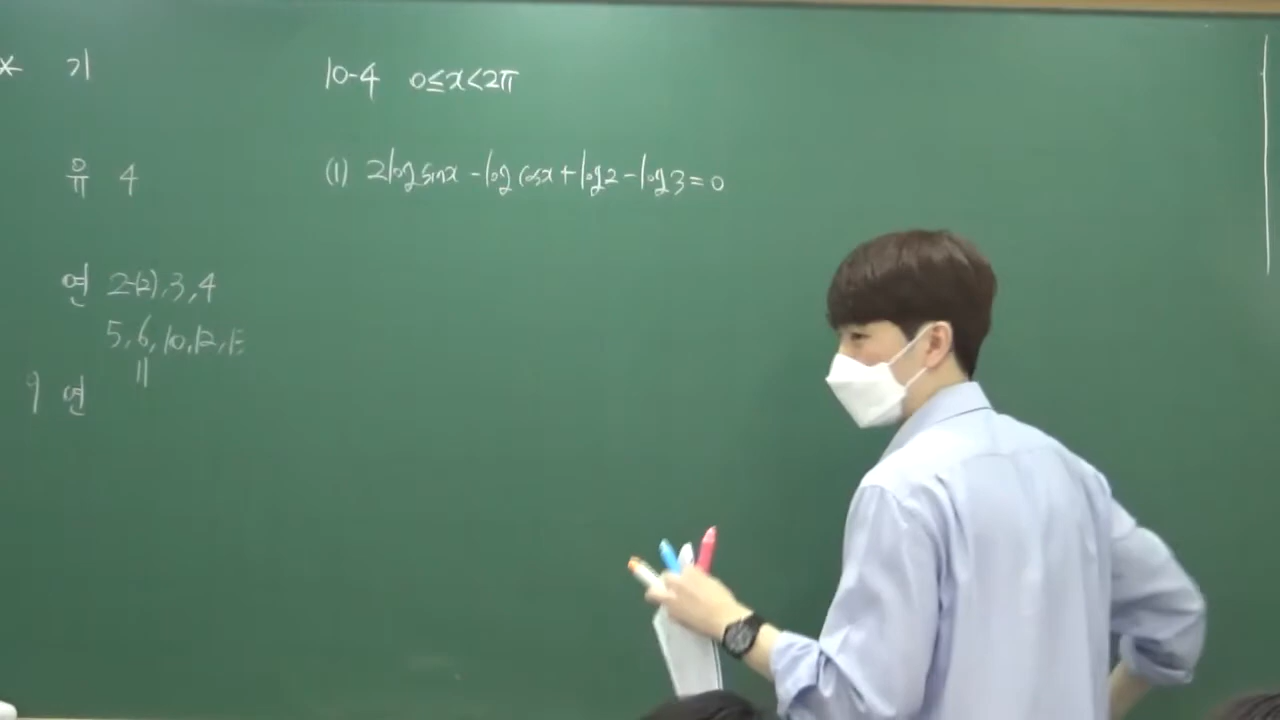 * 기
유 4
연 2-(2), 3, 4
5, 6, 10, 12, 15
11
9 연
10-4 0≤x<2π
(1) 2log sinx - log cosx + log2 - log3 = 0